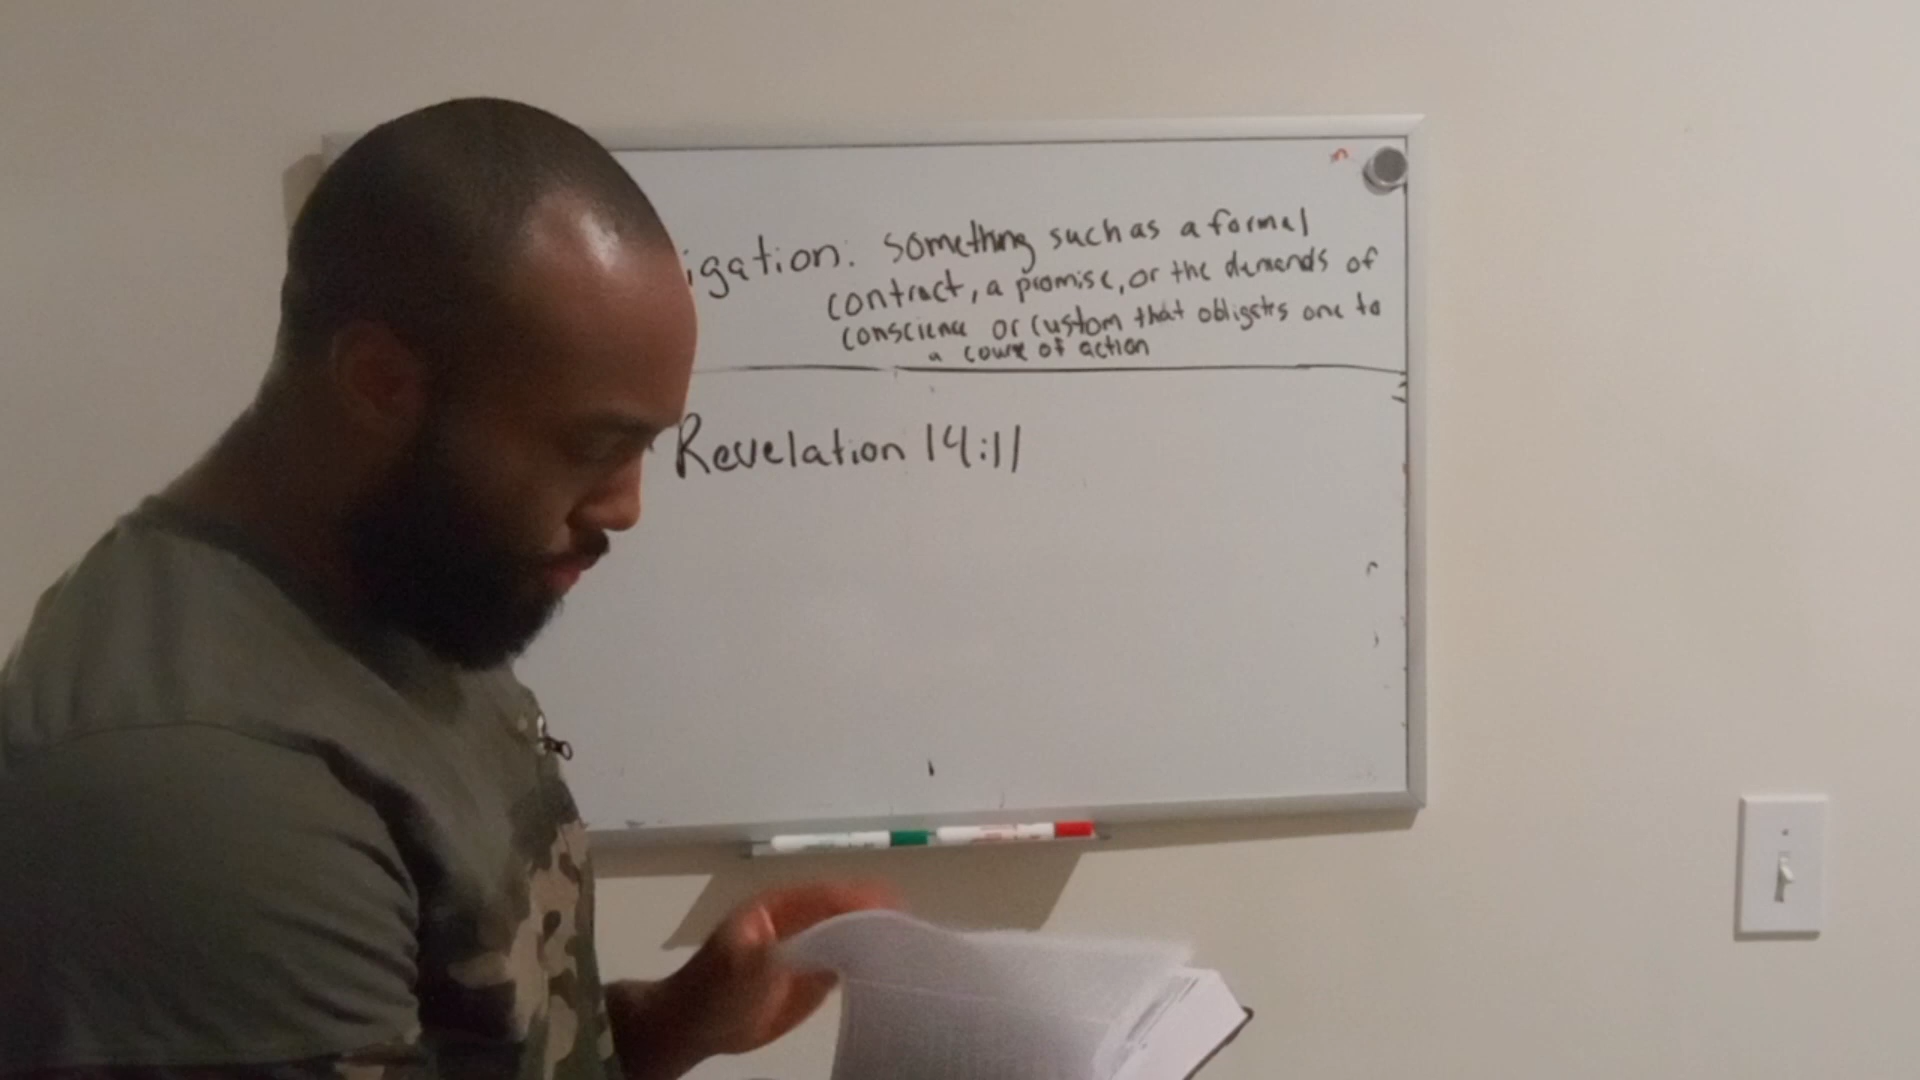 igation: Something such as a formal
contract, a promise, or the demands of
conscience or custom that obligates one to
a course of action
Revelation 14:11